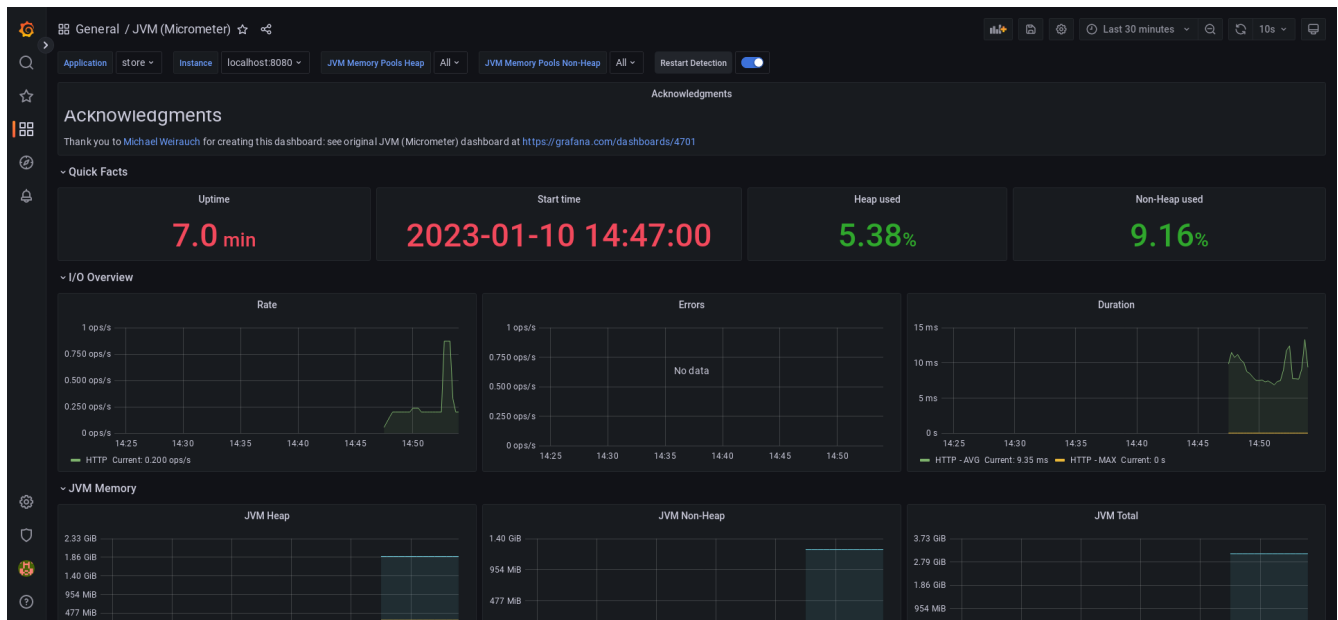 General / JVM (Micrometer)
Last 30 minutes
10s
Application store Instance localhost:8080 JVM Memory Pools Heap All JVM Memory Pools Non-Heap All Restart Detection
Acknowledgments
Acknowledgments
Thank you to Michael Weirauch for creating this dashboard: see original JVM (Micrometer) dashboard at https://grafana.com/dashboards/4701
Quick Facts
Uptime
7.0 min
Start time
2023-01-10 14:47:00
Heap used
5.38%
Non-Heap used
9.16%
I/O Overview
Rate
1 ops/s
0.750 ops/s
0.500 ops/s
0.250 ops/s
0 ops/s
14:25 14:30 14:35 14:40 14:45 14:50
HTTP Current: 0.200 ops/s
Errors
1 ops/s
0.750 ops/s
No data
0.500 ops/s
0.250 ops/s
0 ops/s
14:25 14:30 14:35 14:40 14:45 14:50
Duration
15 ms
10 ms
5 ms
0 s
14:25 14:30 14:35 14:40 14:45 14:50
HTTP - AVG Current: 9.35 ms HTTP - MAX Current: 0 s
JVM Memory
JVM Heap
2.33 GiB
1.86 GiB
1.40 GiB
954 MiB
477 MiB
JVM Non-Heap
1.40 GiB
954 MiB
477 MiB
JVM Total
3.73 GiB
2.79 GiB
1.86 GiB
954 MiB